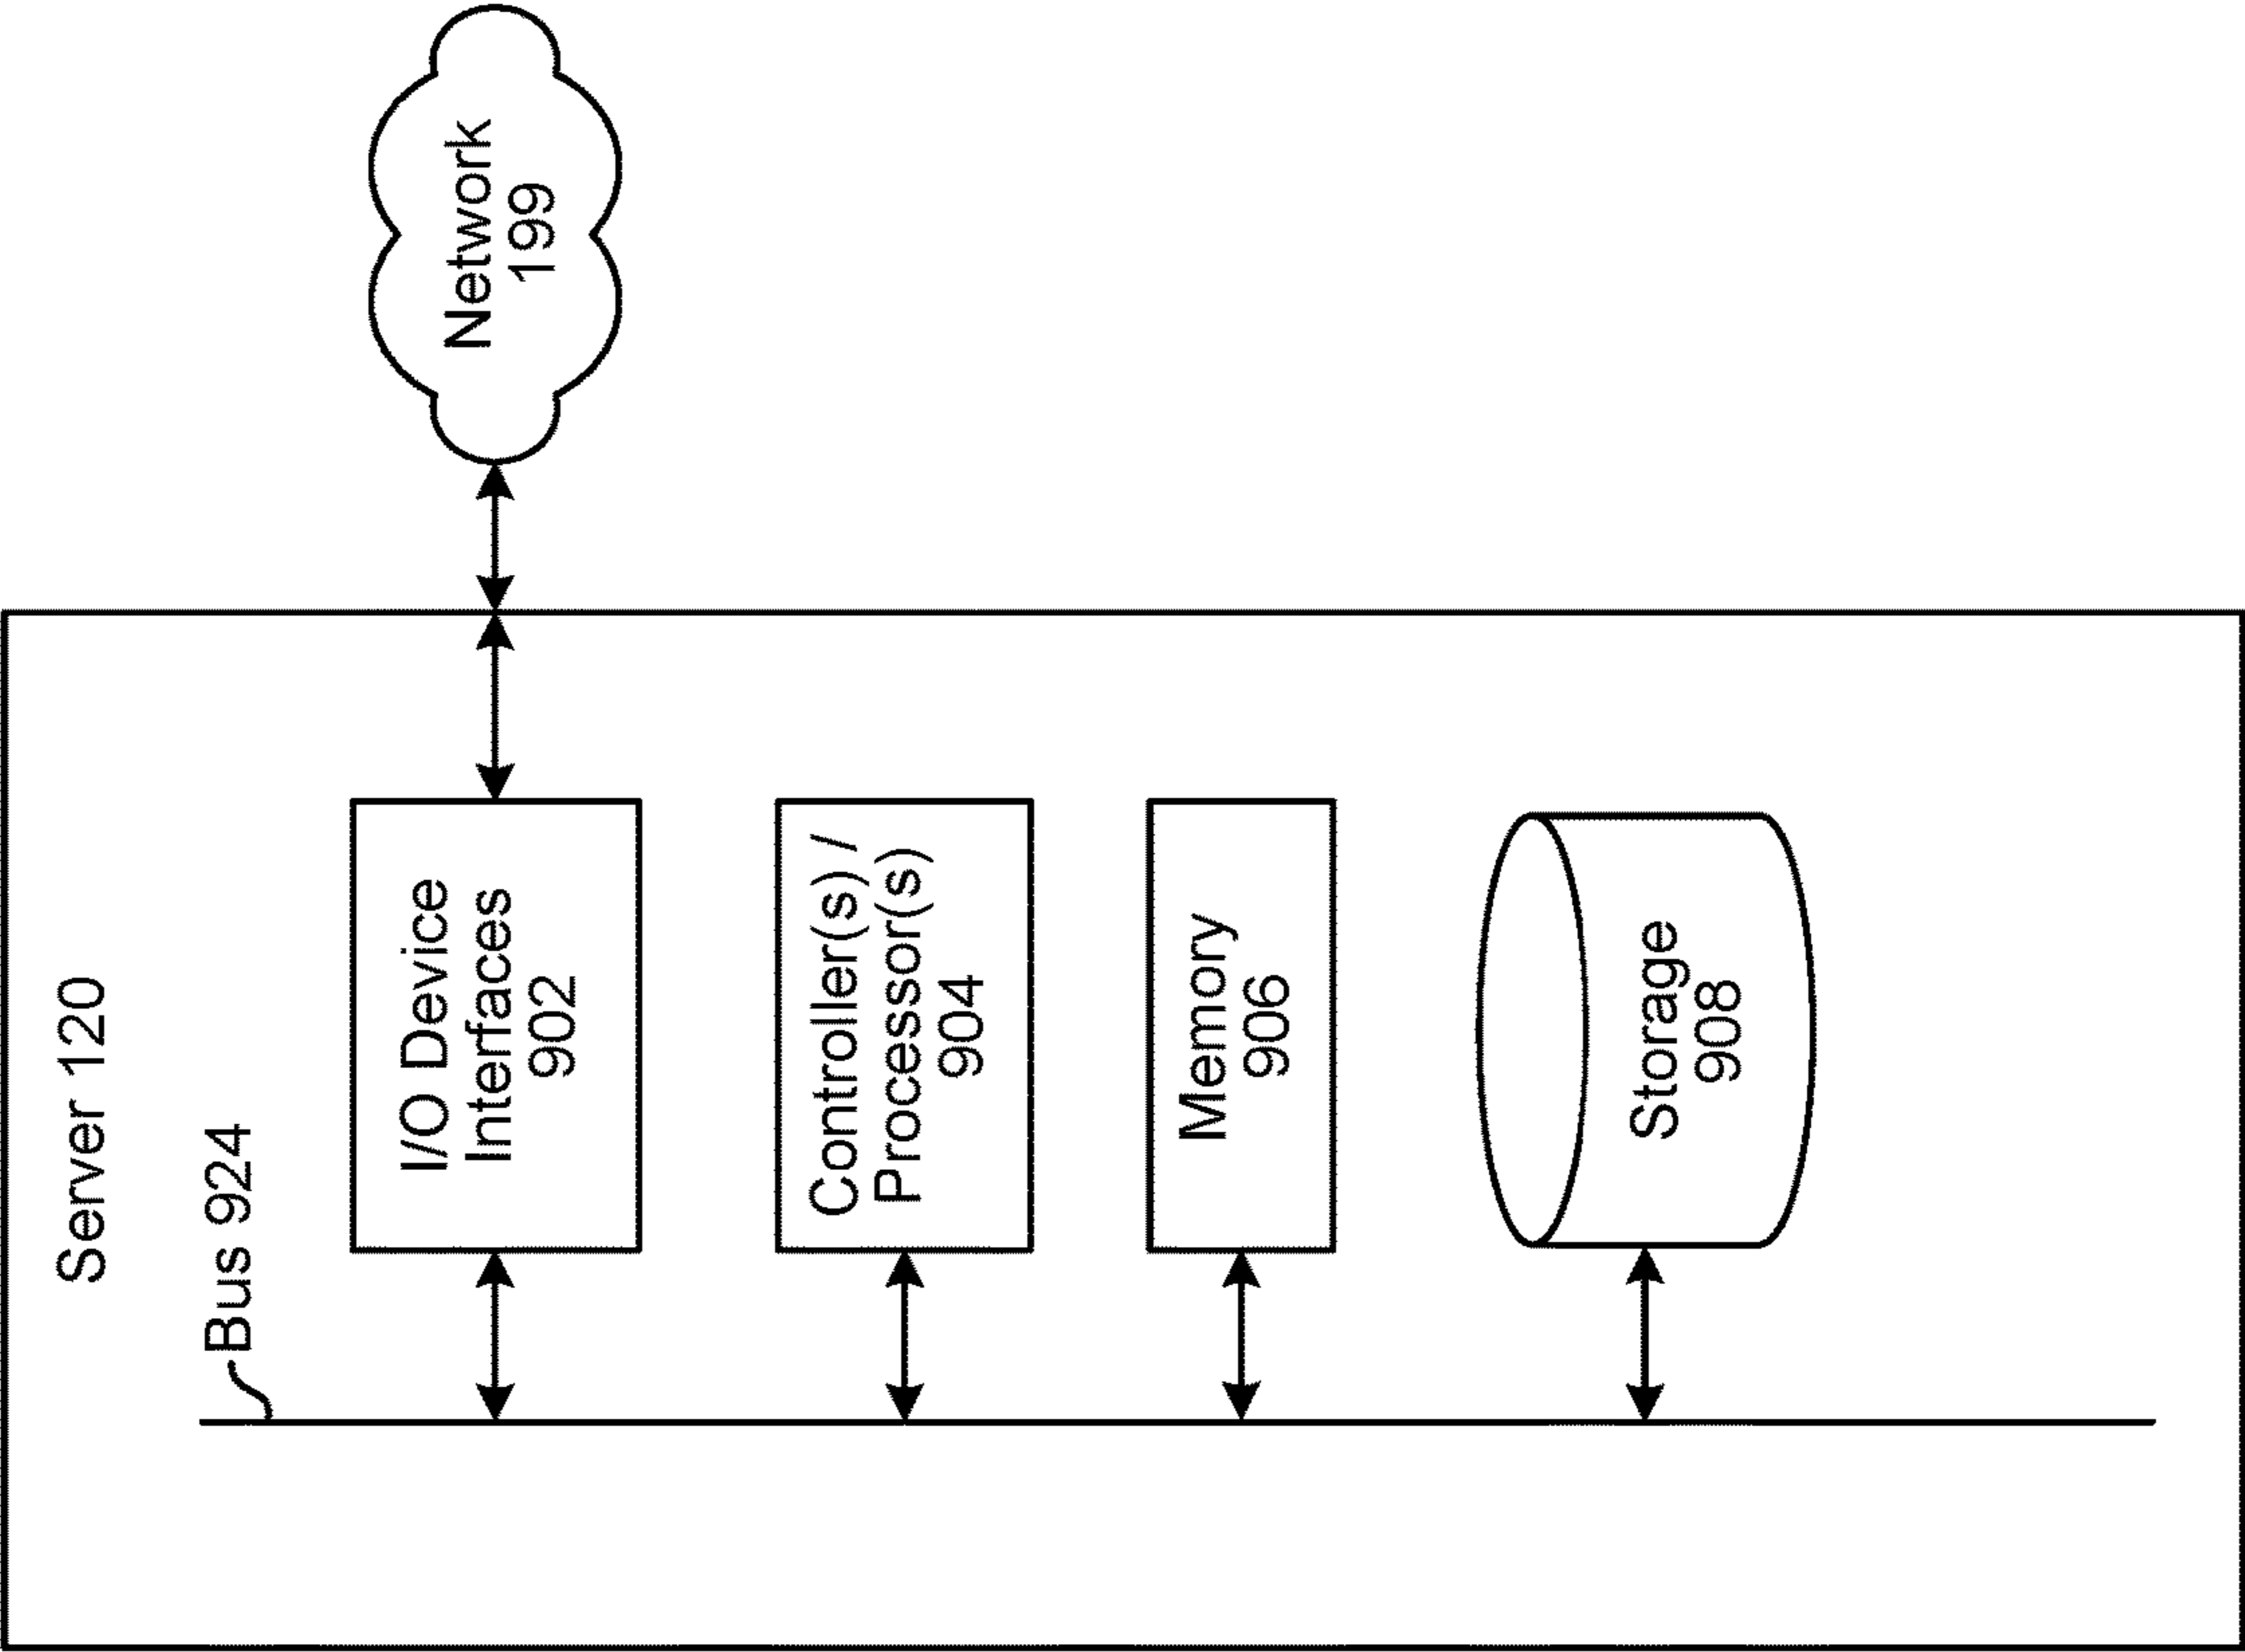 Server 120
Bus 924
I/O Device
Interfaces
902
Controller(s) /
Processor(s)
904
Memory
906
Storage
908
Network
199